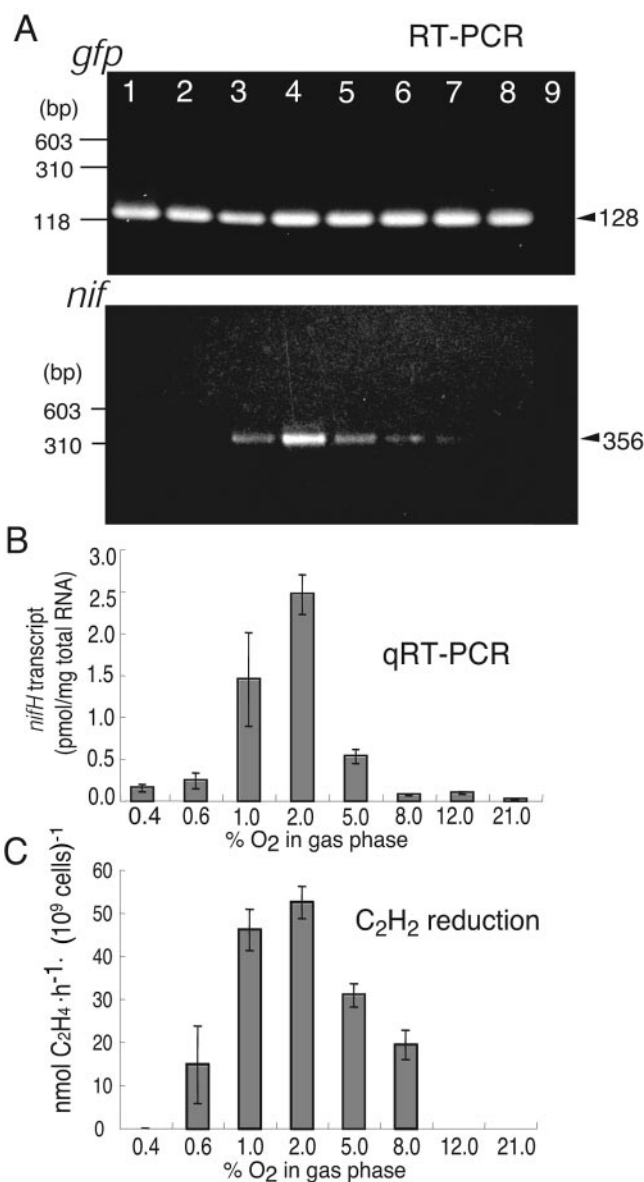 A
RT-PCR
gfp
(bp)
1 2 3 4 5 6 7 8 9
603
310
118
128
nif
(bp)
603
310
356
B
3.0
2.5
1.5
1.0
0.5
0.0
nifH transcript
(pmol/mg total RNA)
qRT-PCR
0.4 0.6 1.0 2.0 5.0 8.0 12.0 21.0
% O₂ in gas phase
C
60
50
40
30
20
10
0
nmol C₂H₄ ·h⁻¹· (10⁹ cells)⁻¹
C₂H₂ reduction
0.4 0.6 1.0 2.0 5.0 8.0 12.0 21.0
% O₂ in gas phase